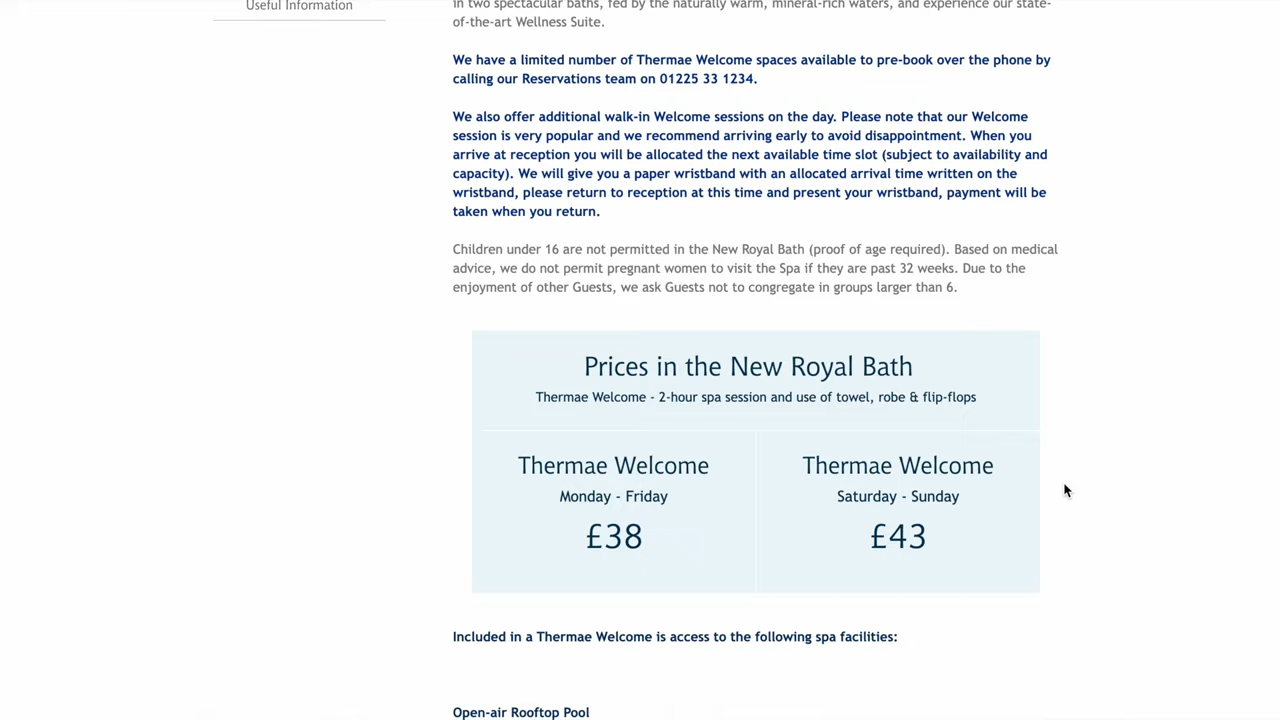 Useful Information
in two spectacular baths, fed by the naturally warm, mineral-rich waters, and experience our state-
of-the-art Wellness Suite.
We have a limited number of Thermae Welcome spaces available to pre-book over the phone by
calling our Reservations team on 01225 33 1234.
We also offer additional walk-in Welcome sessions on the day. Please note that our Welcome
session is very popular and we recommend arriving early to avoid disappointment. When you
arrive at reception you will be allocated the next available time slot (subject to availability and
capacity). We will give you a paper wristband with an allocated arrival time written on the
wristband, please return to reception at this time and present your wristband, payment will be
taken when you return.
Children under 16 are not permitted in the New Royal Bath (proof of age required). Based on medical
advice, we do not permit pregnant women to visit the Spa if they are past 32 weeks. Due to the
enjoyment of other Guests, we ask Guests not to congregate in groups larger than 6.
Prices in the New Royal Bath
Thermae Welcome - 2-hour spa session and use of towel, robe & flip-flops
Thermae Welcome
Monday - Friday
£38
Thermae Welcome
Saturday - Sunday
£43
Included in a Thermae Welcome is access to the following spa facilities:
Open-air Rooftop Pool